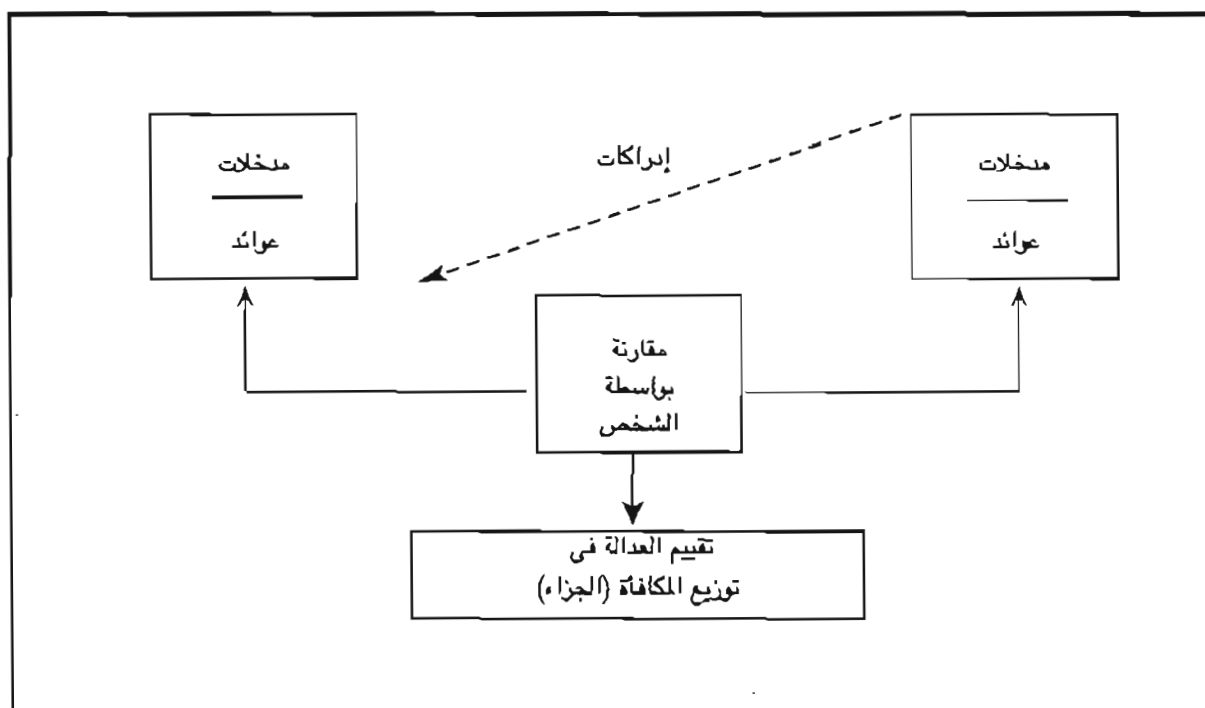 مدخلات
عوائد
إدراكات
مدخلات
عوائد
مقارنة
بواسطة
الشخص
تقييم العدالة فى
توزيع المكافأة (الجزاء)